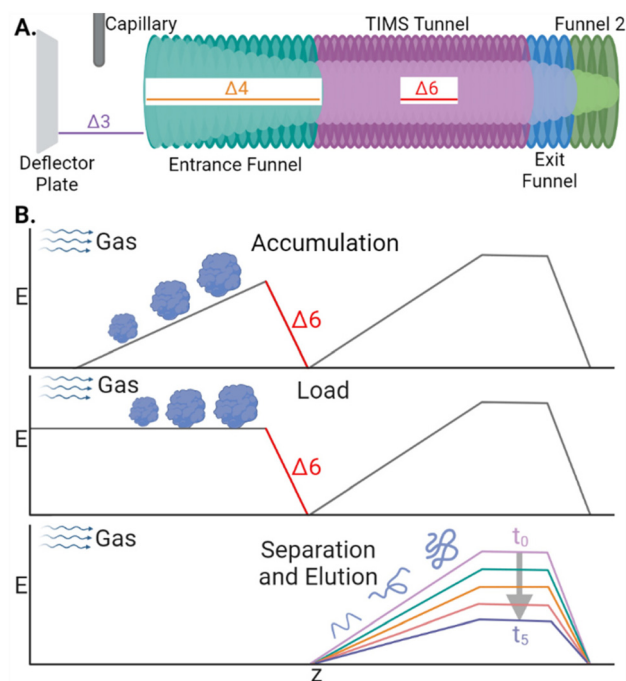 A.
Capillary
TIMS Tunnel
Funnel 2
Δ4
Δ6
Δ3
Deflector
Plate
Entrance Funnel
Exit
Funnel
B.
Gas
Accumulation
E
Δ6
Gas
Load
E
Δ6
Gas
Separation
and Elution
t₀
E
t₅
z